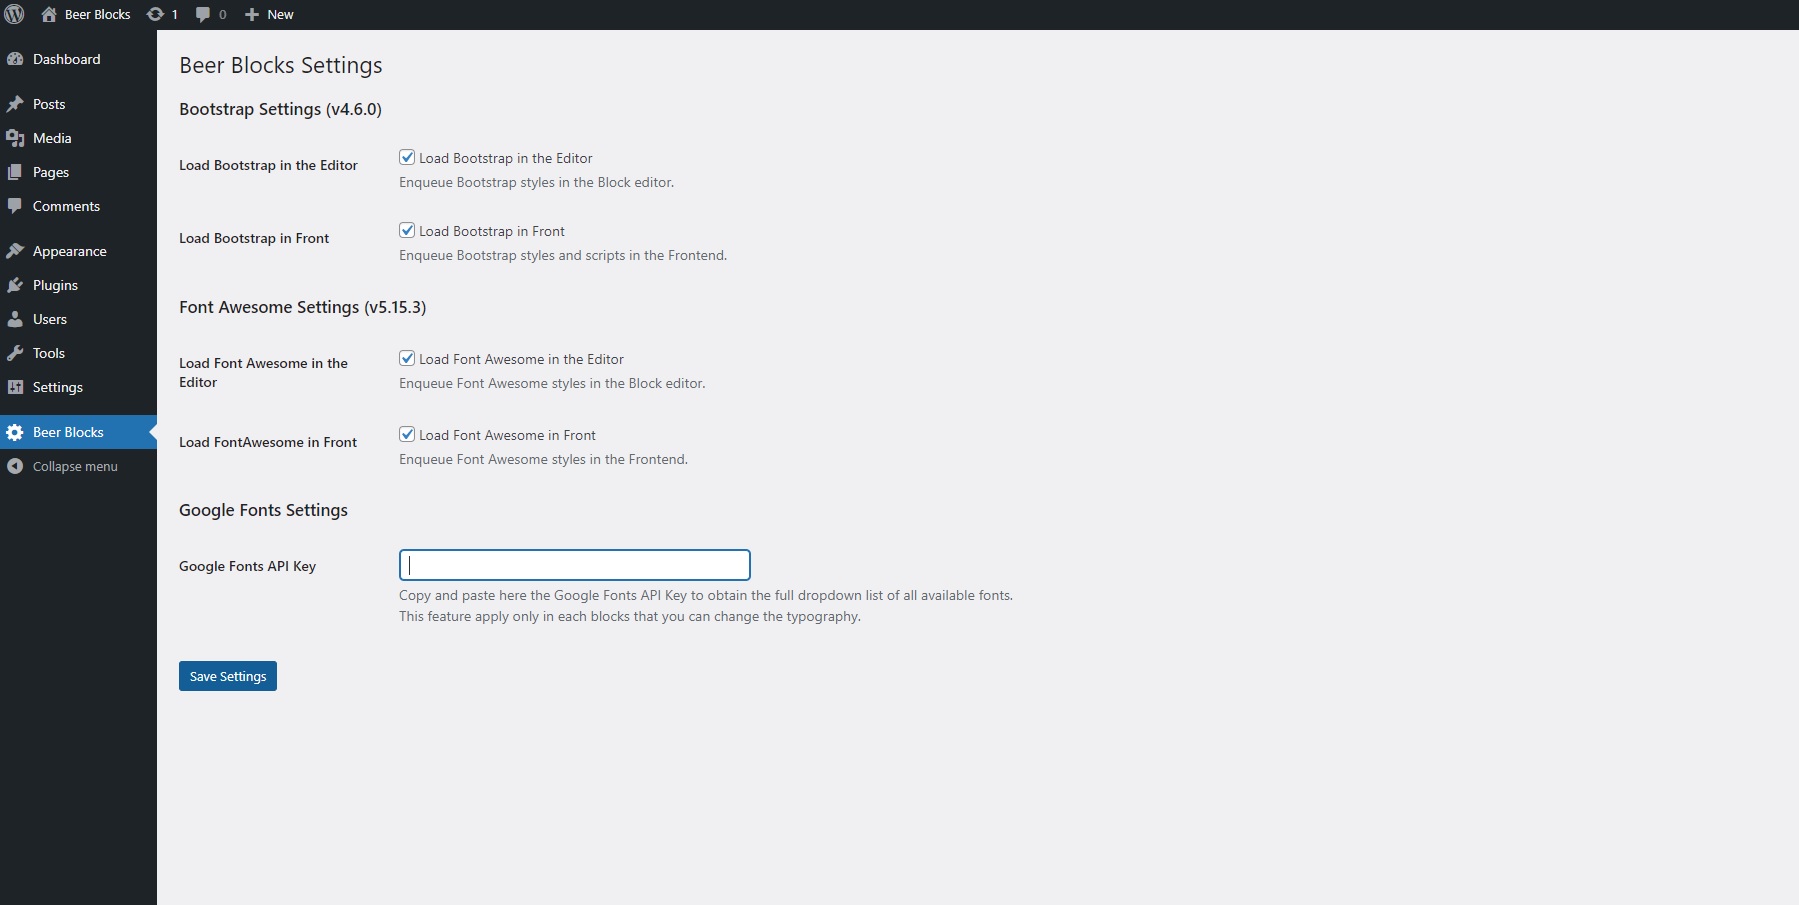 Beer Blocks 1 0 New
Dashboard
Posts
Media
Pages
Comments
Appearance
Plugins
Users
Tools
Settings
Beer Blocks
Collapse menu
Beer Blocks Settings
Bootstrap Settings (v4.6.0)
Load Bootstrap in the Editor
Load Bootstrap in the Editor
Enqueue Bootstrap styles in the Block editor.
Load Bootstrap in Front
Load Bootstrap in Front
Enqueue Bootstrap styles and scripts in the Frontend.
Font Awesome Settings (v5.15.3)
Load Font Awesome in the
Editor
Load Font Awesome in the Editor
Enqueue Font Awesome styles in the Block editor.
Load FontAwesome in Front
Load Font Awesome in Front
Enqueue Font Awesome styles in the Frontend.
Google Fonts Settings
Google Fonts API Key
Copy and paste here the Google Fonts API Key to obtain the full dropdown list of all available fonts.
This feature apply only in each blocks that you can change the typography.
Save Settings